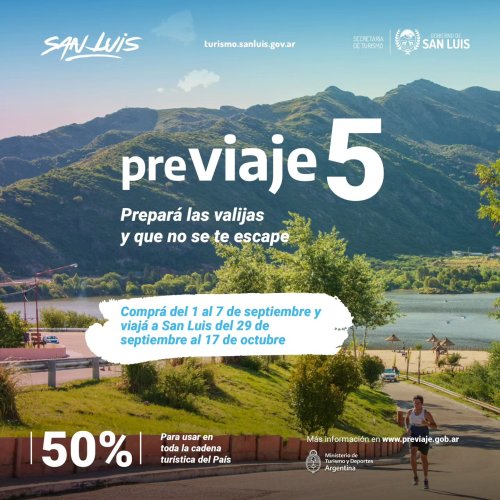 SAN LUIS
turismo.sanluis.gov.ar
SECRETARÍA
DE TURISMO
GOBIERNO DE
SAN LUIS
preViaje 5
Prepará las valijas
y que no se te escape
Comprá del 1 al 7 de septiembre y
viajá a San Luis del 29 de
septiembre al 17 de octubre
50%
Para usar en
toda la cadena
turística del País
Más información en www.previaje.gob.ar
Ministerio de
Turismo y Deportes
Argentina